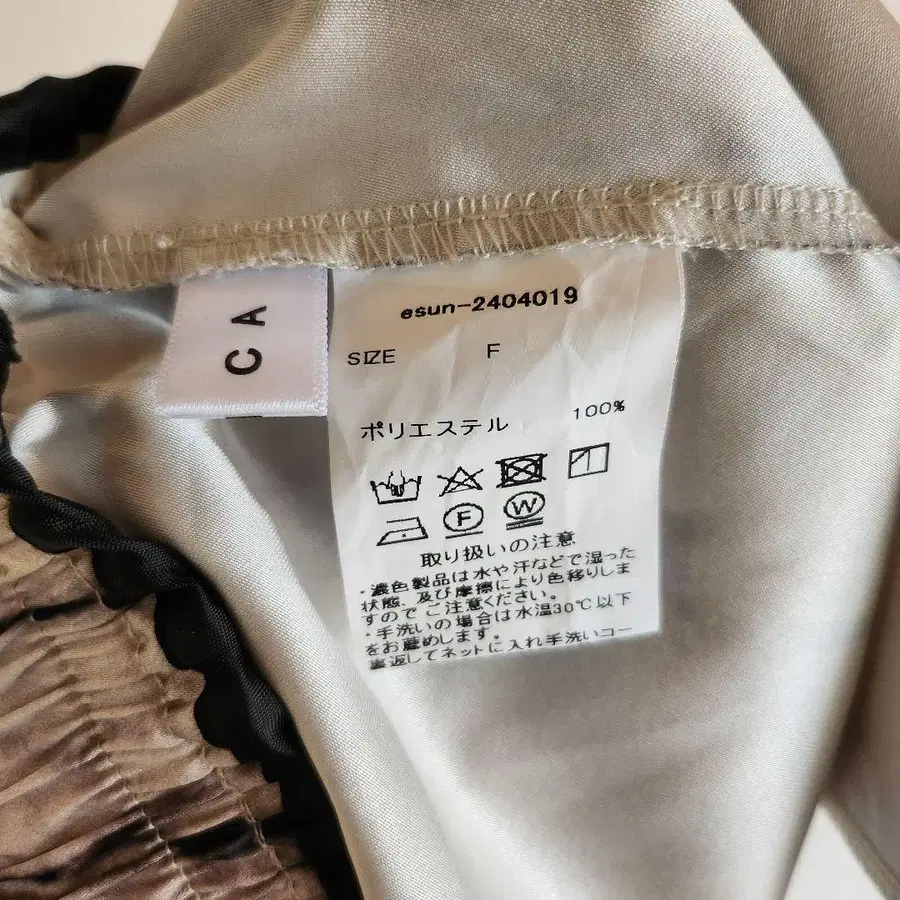 CA
esun-2404019
SIZE F
ポリエステル 100%
F W
取り扱いの注意
・濃色製品は水や汗などで湿った
状態、及び摩擦により色移りしま
すのでご注意ください。
・手洗いの場合は水温30℃以下
をお薦めします。
裏返してネットに入れ手洗いコー